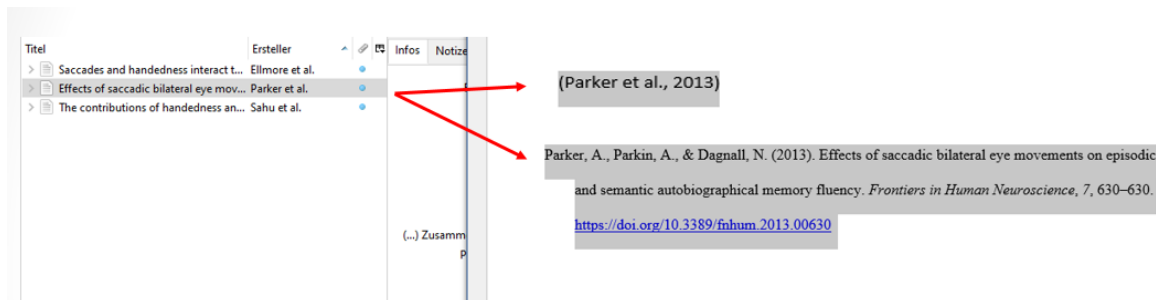 Titel Ersteller Infos Notize
Saccades and handedness interact t... Ellmore et al.
Effects of saccadic bilateral eye mov... Parker et al.
The contributions of handedness an... Sahu et al.
(...) Zusamm
P
(Parker et al., 2013)
Parker, A., Parkin, A., & Dagnall, N. (2013). Effects of saccadic bilateral eye movements on episodic
and semantic autobiographical memory fluency. Frontiers in Human Neuroscience, 7, 630–630.
https://doi.org/10.3389/fnhum.2013.00630